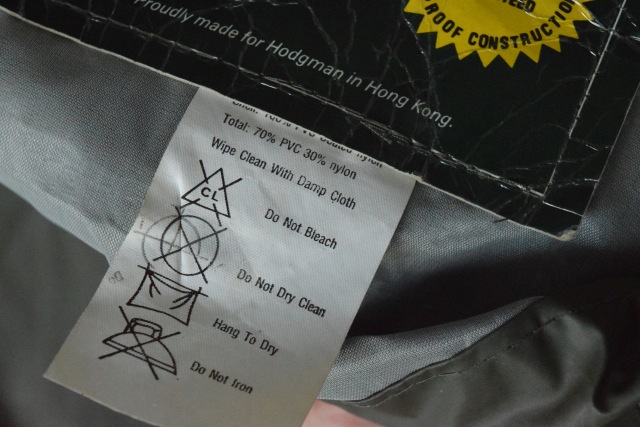 PROOF CONSTRUCTION
Proudly made for Hodgman in Hong Kong.
Total: 70% PVC 30% nylon
Wipe Clean With Damp Cloth
CL
Do Not Bleach
Do Not Dry Clean
Hang To Dry
Do Not Iron